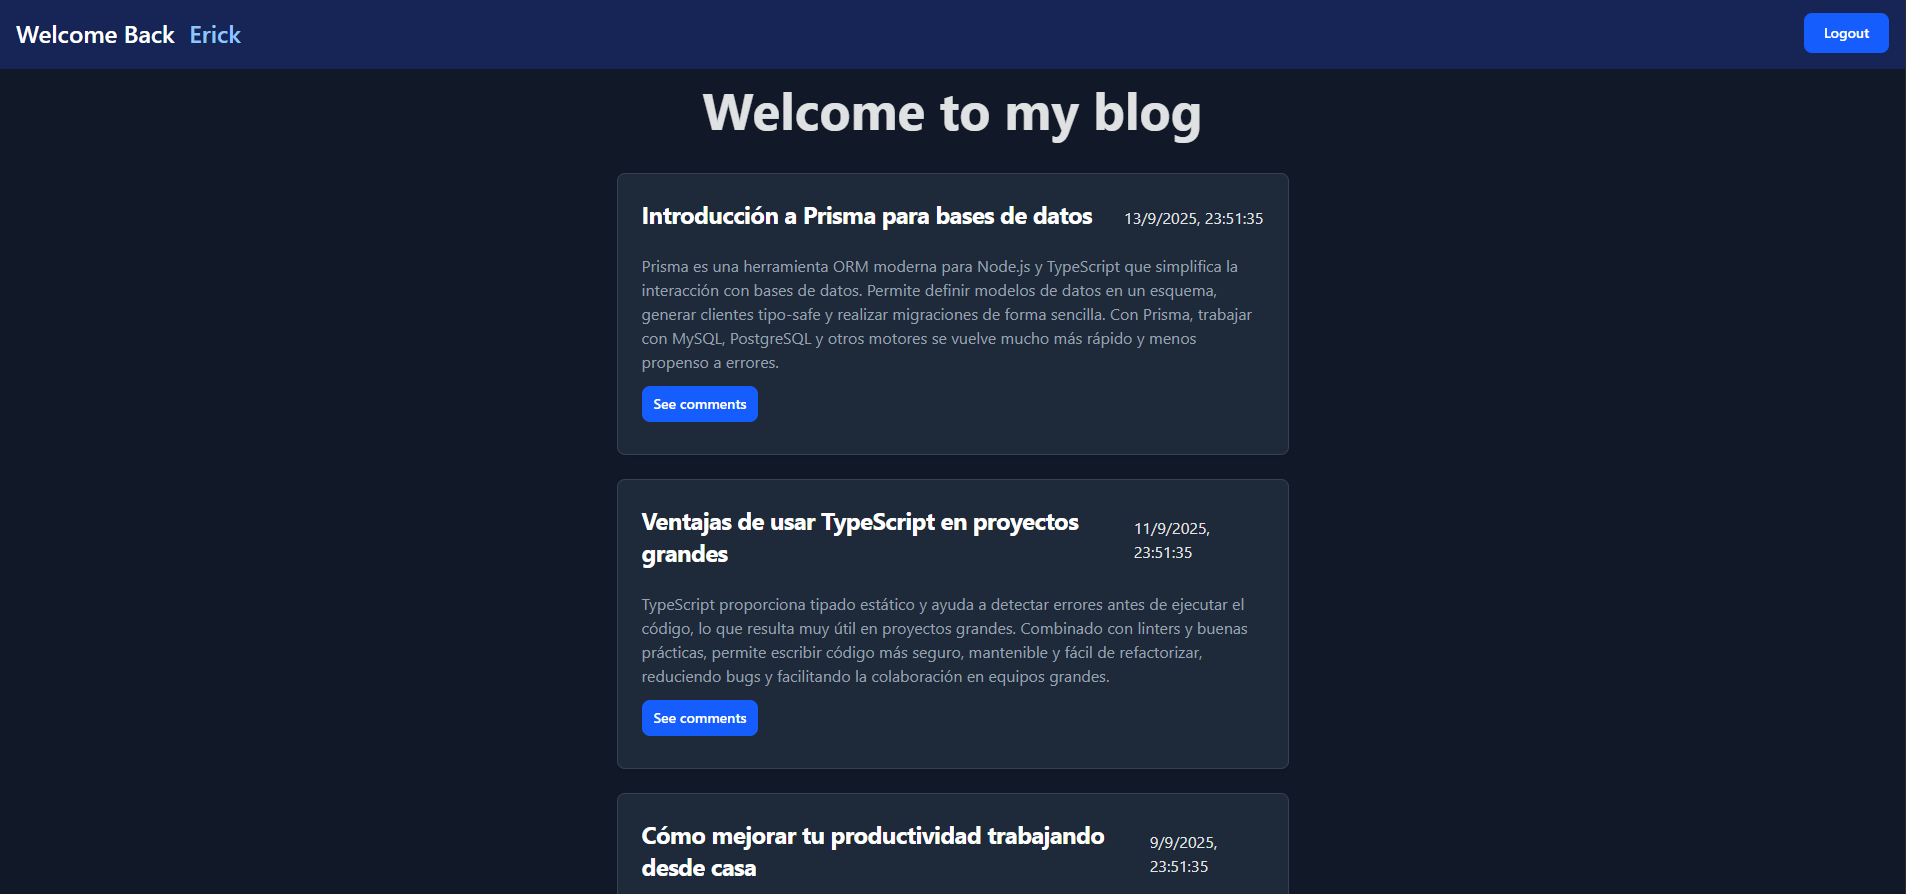 Welcome Back Erick
Logout
Welcome to my blog
Introducción a Prisma para bases de datos
13/9/2025, 23:51:35
Prisma es una herramienta ORM moderna para Node.js y TypeScript que simplifica la
interacción con bases de datos. Permite definir modelos de datos en un esquema,
generar clientes tipo-safe y realizar migraciones de forma sencilla. Con Prisma, trabajar
con MySQL, PostgreSQL y otros motores se vuelve mucho más rápido y menos
propenso a errores.
See comments
Ventajas de usar TypeScript en proyectos
grandes
11/9/2025,
23:51:35
TypeScript proporciona tipado estático y ayuda a detectar errores antes de ejecutar el
código, lo que resulta muy útil en proyectos grandes. Combinado con linters y buenas
prácticas, permite escribir código más seguro, mantenible y fácil de refactorizar,
reduciendo bugs y facilitando la colaboración en equipos grandes.
See comments
Cómo mejorar tu productividad trabajando
desde casa
9/9/2025,
23:51:35